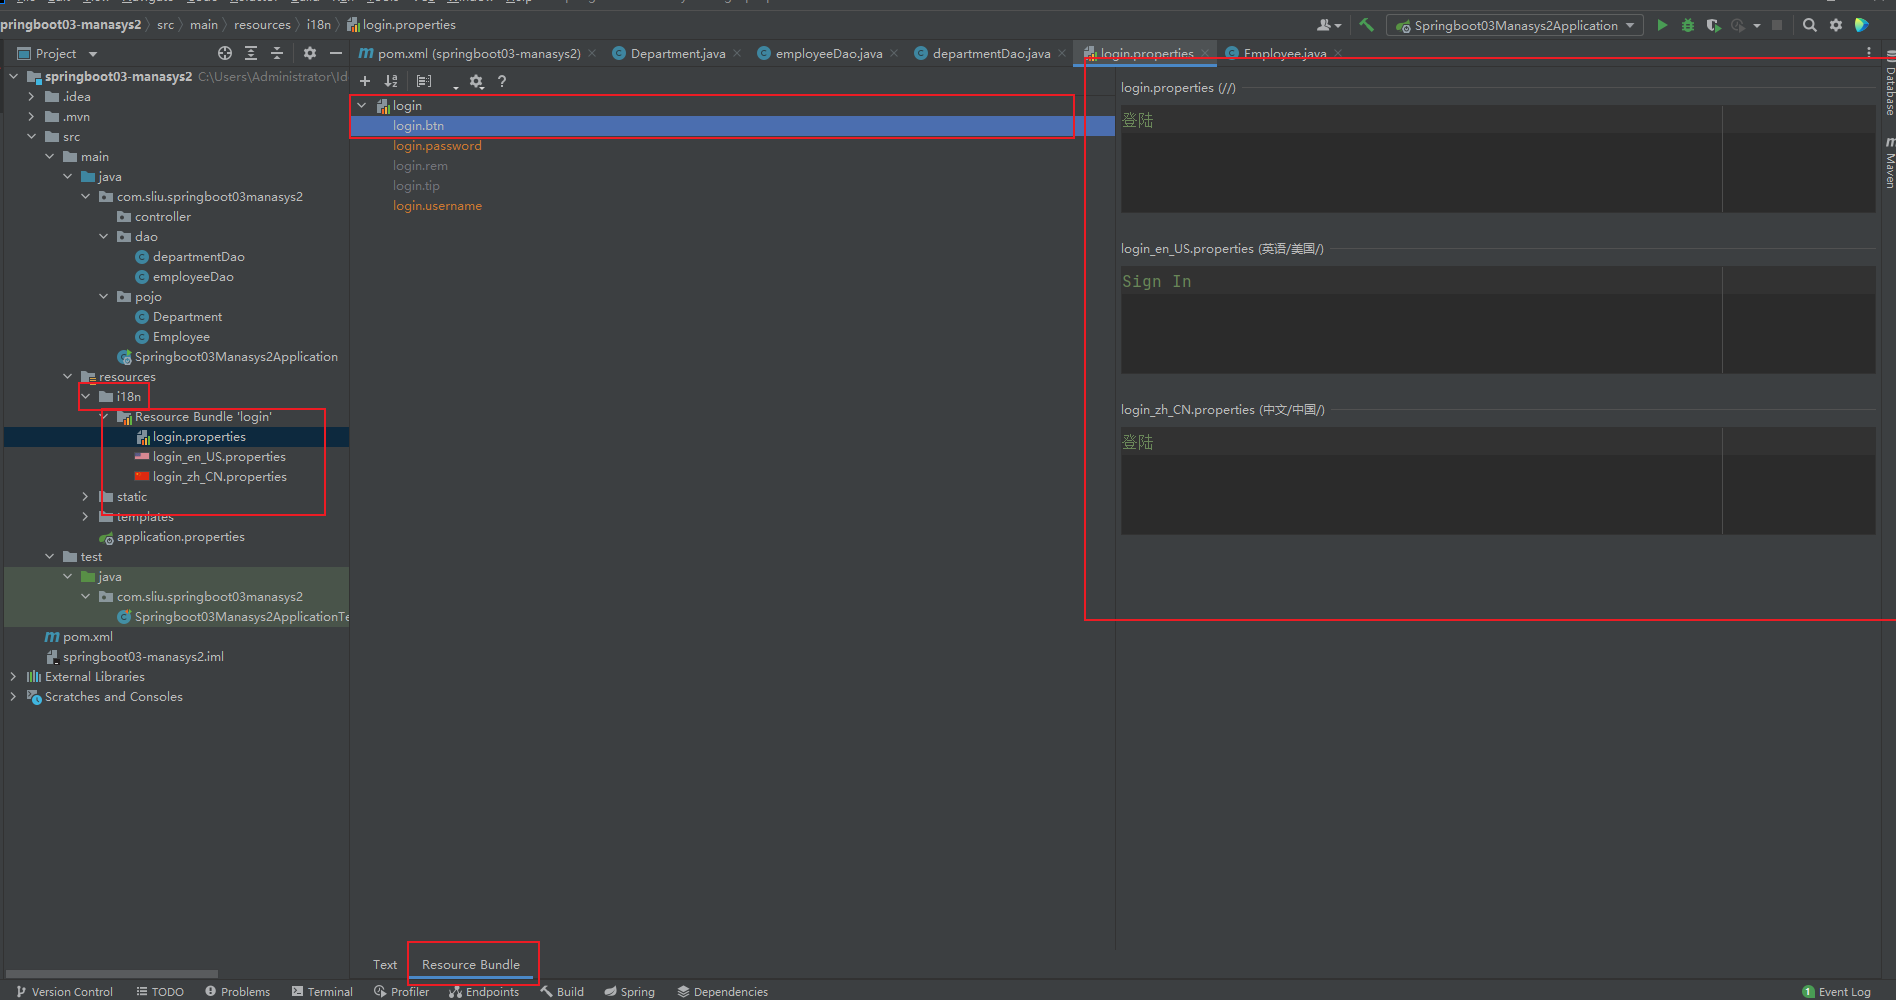 pringboot03-manasys2 src main resources i18n login.properties
Springboot03Manasys2Application
Project
pom.xml (springboot03-manasys2) Department.java employeeDao.java departmentDao.java login.properties Employee.java
springboot03-manasys2 C:\Users\Administrator\Ide
.idea
.mvn
src
main
java
com.sliu.springboot03manasys2
controller
dao
departmentDao
employeeDao
pojo
Department
Employee
Springboot03Manasys2Application
resources
i18n
Resource Bundle 'login'
login.properties
login_en_US.properties
login_zh_CN.properties
static
templates
application.properties
test
java
com.sliu.springboot03manasys2
Springboot03Manasys2ApplicationTe
pom.xml
springboot03-manasys2.iml
External Libraries
Scratches and Consoles
login
login.btn
login.password
login.rem
login.tip
login.username
login.properties (//)
登陆
login_en_US.properties (英语/美国/)
Sign In
login_zh_CN.properties (中文/中国/)
登陆
Database
Maven
Text Resource Bundle
Version Control TODO Problems Terminal Profiler Endpoints Build Spring Dependencies
1 Event Log